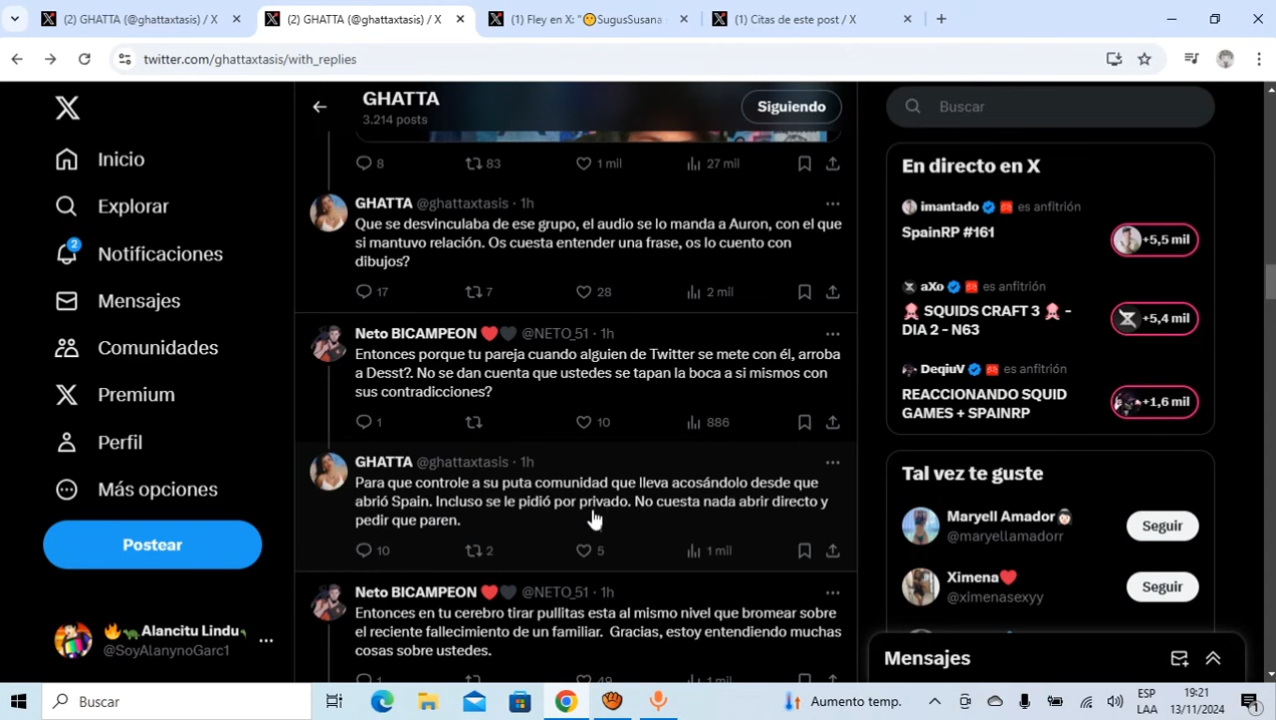 (2) GHATTA (@ghattaxtasis) / X
(2) GHATTA (@ghattaxtasis) / X
(1) Fley en X: "🤭SugusSusana
(1) Citas de este post / X
twitter.com/ghattaxtasis/with_replies
Inicio
Explorar
2
Notificaciones
Mensajes
Comunidades
Premium
Perfil
Más opciones
Postear
🔥🦖Alancitu Lindu
@SoyAlanynoGarc1
GHATTA
3.214 posts
Siguiendo
8 83 1 mil 27 mil
GHATTA @ghattaxtasis · 1h
Que se desvinculaba de ese grupo, el audio se lo manda a Auron, con el que
si mantuvo relación. Os cuesta entender una frase, os lo cuento con
dibujos?
17 7 28 2 mil
Neto BICAMPEON ❤️🖤 @NETO_51 · 1h
Entonces porque tu pareja cuando alguien de Twitter se mete con él, arroba
a Desst?. No se dan cuenta que ustedes se tapan la boca a si mismos con
sus contradicciones?
1 10 886
GHATTA @ghattaxtasis · 1h
Para que controle a su puta comunidad que lleva acosándolo desde que
abrió Spain. Incluso se le pidió por privado. No cuesta nada abrir directo y
pedir que paren.
10 2 5 1 mil
Neto BICAMPEON ❤️🖤 @NETO_51 · 1h
Entonces en tu cerebro tirar pullitas esta al mismo nivel que bromear sobre
el reciente fallecimiento de un familiar. Gracias, estoy entendiendo muchas
cosas sobre ustedes.
1 49 1 mil
Buscar
En directo en X
imantado es anfitrión
SpainRP #161
+5,5 mil
aXo es anfitrión
SQUIDS CRAFT 3 -
DIA 2 - N63
+5,4 mil
DeqiuV es anfitrión
REACCIONANDO SQUID
GAMES + SPAINRP
+1,6 mil
Tal vez te guste
Maryell Amador
@maryellamadorr
Seguir
Ximena❤️
@ximenasexyy
Seguir
Mensajes
Buscar
Aumento temp.
ESP
LAA
19:21
13/11/2024
1